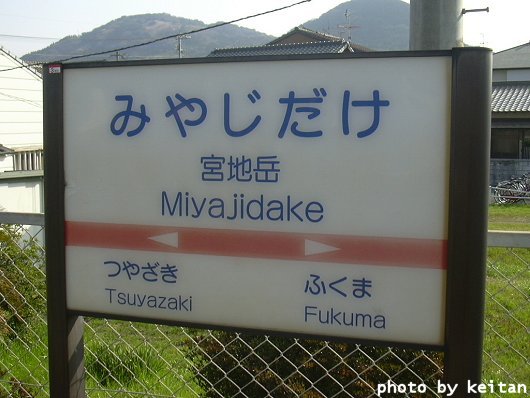 みやじだけ
宮地岳
Miyajidake
つやざき
Tsuyazaki
ふくま
Fukuma
photo by keitan